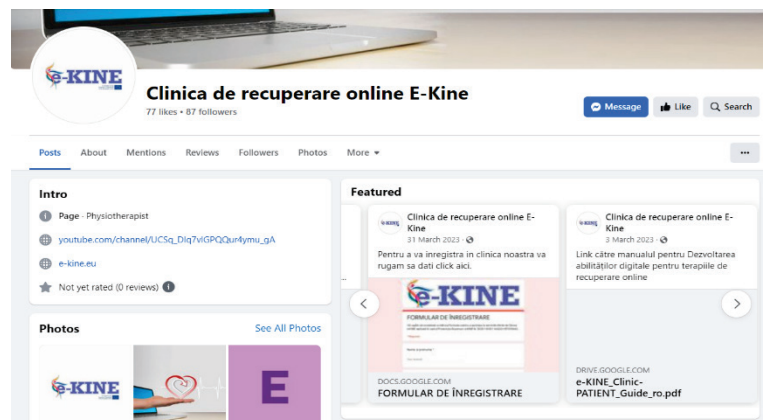 e-KINE
Clinica de recuperare online E-Kine
77 likes • 87 followers
Message
Like
Search
Posts
About
Mentions
Reviews
Followers
Photos
More
Intro
Page · Physiotherapist
e-kine.eu
Not yet rated (0 reviews)
Photos
See All Photos
e-KINE
E
Featured
Clinica de recuperare online E-
Kine
31 March 2023 ·
Pentru a va inregistra in clinica noastra va
rugam sa dati click aici.
e-KINE
FORMULAR DE ÎNREGISTRARE
DOCS.GOOGLE.COM
FORMULAR DE ÎNREGISTRARE
Clinica de recuperare online E-
Kine
3 March 2023 ·
Link către manualul pentru Dezvoltarea
abilităților digitale pentru terapiile de
recuperare online
DRIVE.GOOGLE.COM
e-KINE_Clinic-
PATIENT_Guide_ro.pdf